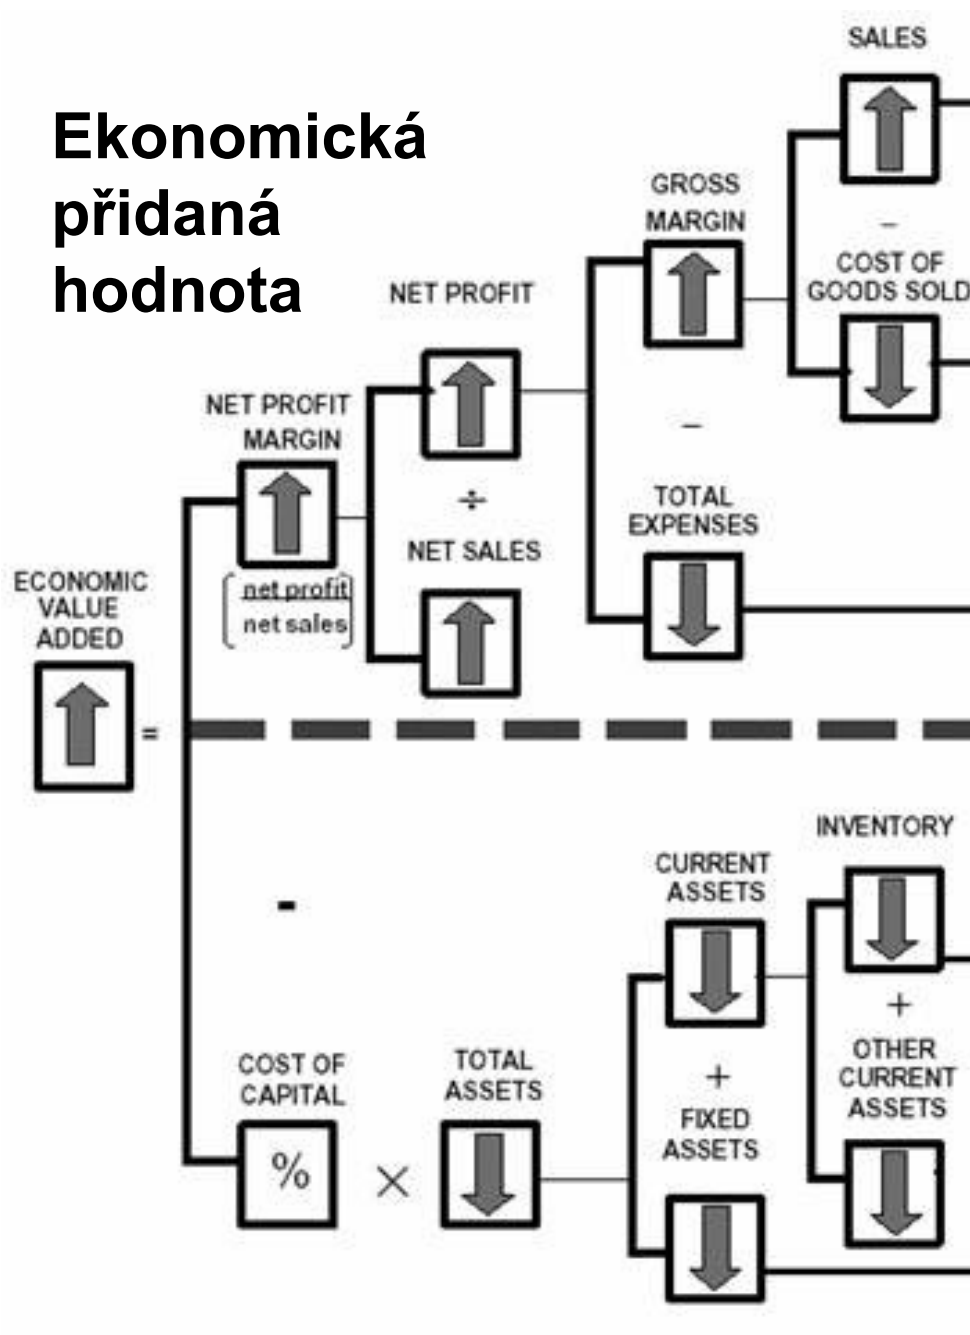 Ekonomická
přidaná
hodnota
SALES
–
COST OF
GOODS SOLD
GROSS
MARGIN
–
TOTAL
EXPENSES
NET PROFIT
÷
NET SALES
NET PROFIT
MARGIN
net profit
net sales
ECONOMIC
VALUE
ADDED
=
-
COST OF
CAPITAL
%
×
TOTAL
ASSETS
CURRENT
ASSETS
+
FIXED
ASSETS
INVENTORY
+
OTHER
CURRENT
ASSETS